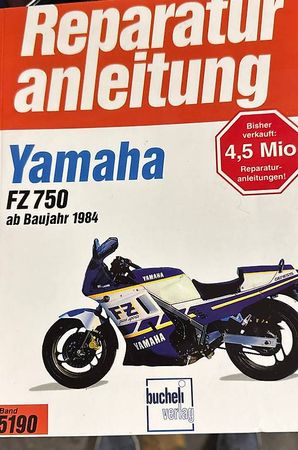 Reparatur
anleitung
Bisher
verkauft:
4,5 Mio
Reparatur-
anleitungen!
Yamaha
FZ 750
ab Baujahr 1984
YAMAHA
FZ
YAMAHA
bucheli
verlag
Band
5190